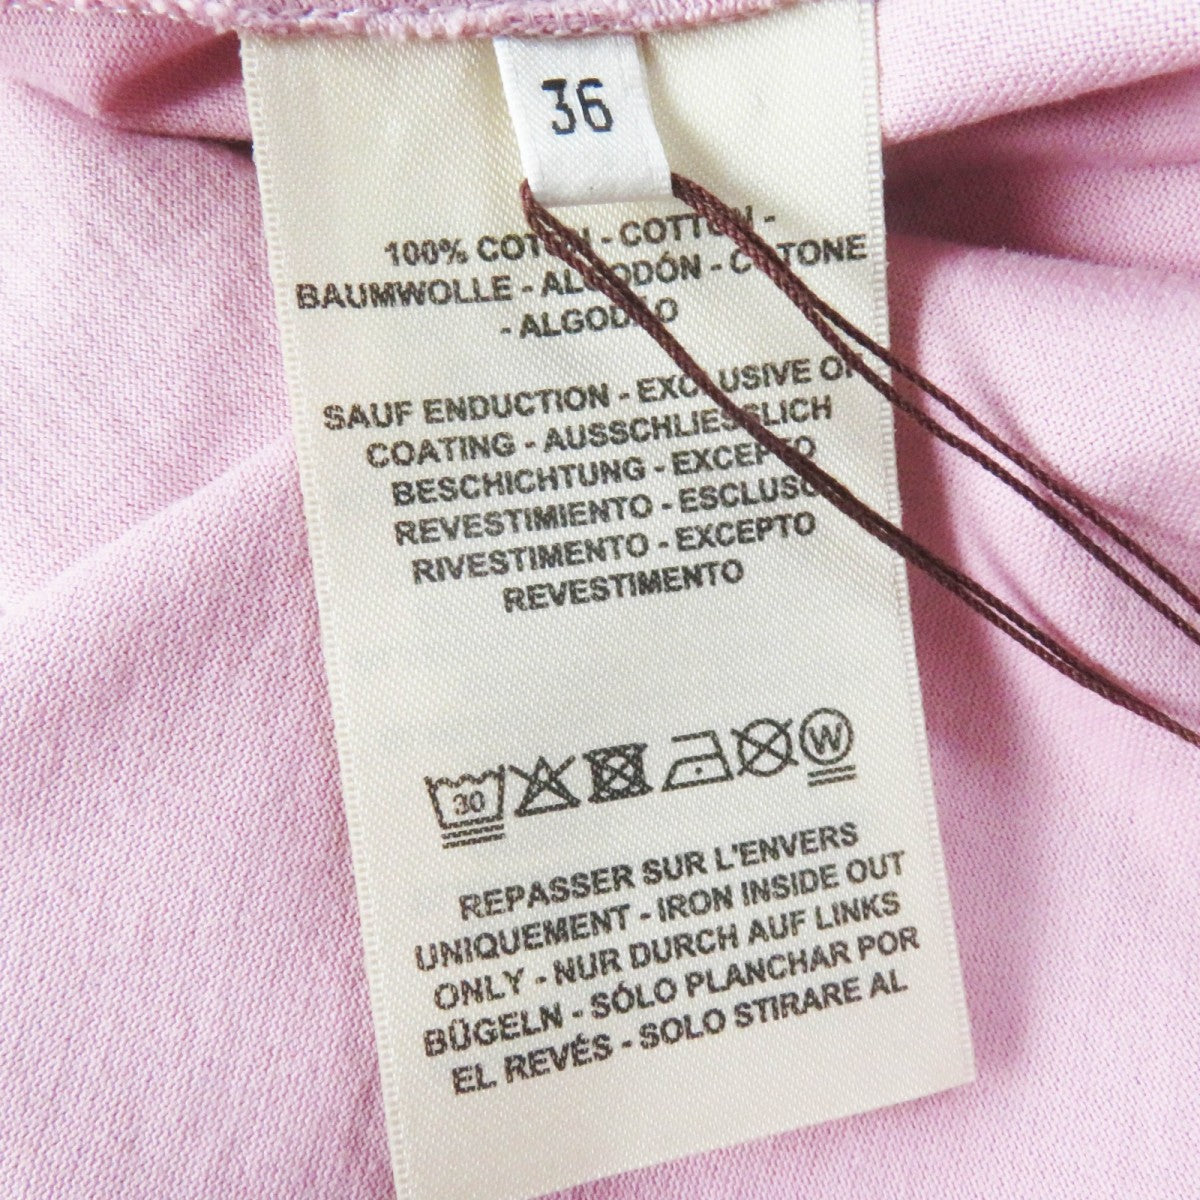 36
100% COTON - COTTON -
BAUMWOLLE - ALGODÓN - COTONE
- ALGODÃO
SAUF ENDUCTION - EXCLUSIVE OF
COATING - AUSSCHLIESSLICH
BESCHICHTUNG - EXCEPTO
REVESTIMIENTO - ESCLUSO
RIVESTIMENTO - EXCEPTO
REVESTIMENTO
30 W
REPASSER SUR L'ENVERS
UNIQUEMENT - IRON INSIDE OUT
ONLY - NUR DURCH AUF LINKS
BÜGELN - SÓLO PLANCHAR POR
EL REVÉS - SOLO STIRARE AL